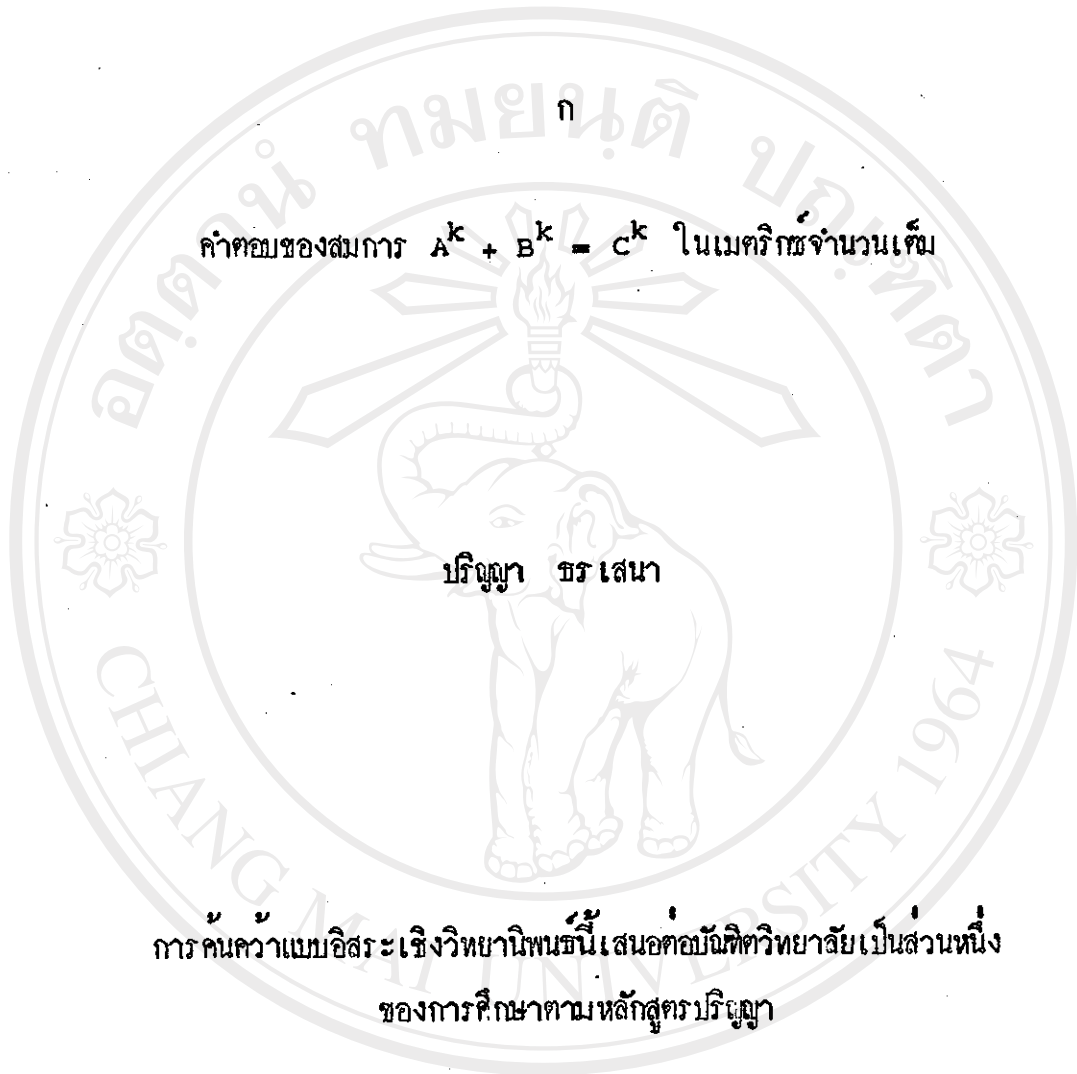 ก
คำตอบของสมการ A^k + B^k = C^k ในเมตริกซ์จำนวนเต็ม
ปริญญา ธรเสนา
การค้นคว้าแบบอิสระเชิงวิทยานิพนธ์นี้เสนอต่อบัณฑิตวิทยาลัยเป็นส่วนหนึ่ง
ของการศึกษาตามหลักสูตรปริญญา
CHIANG MAI UNIVERSITY 1964